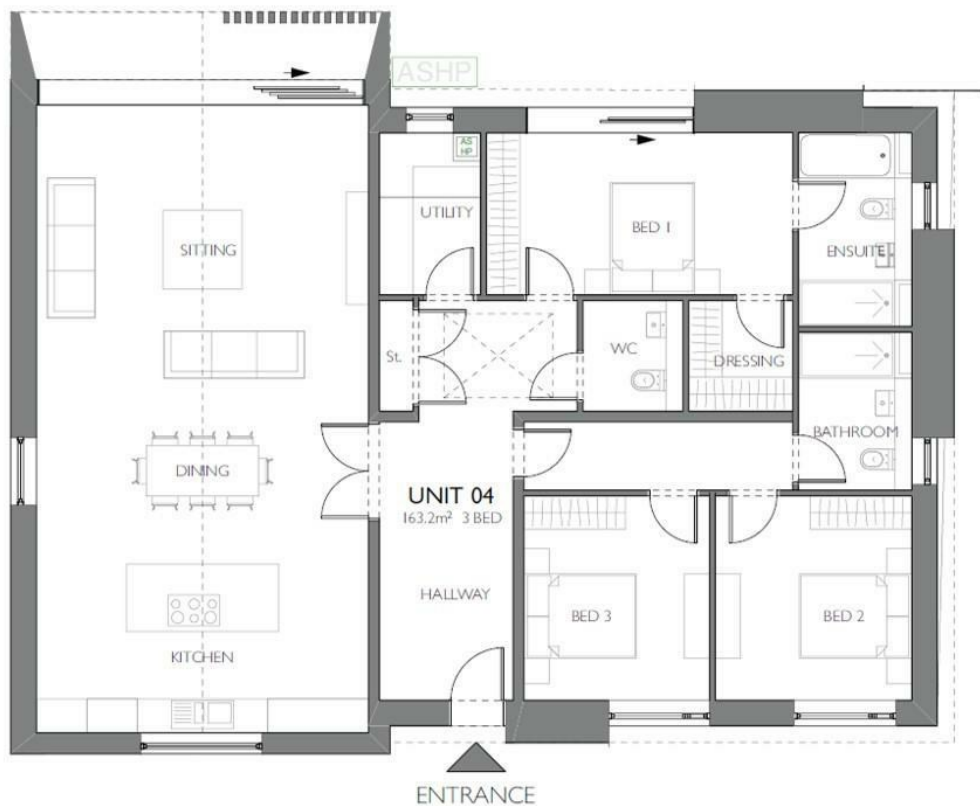 ASHP
AS
HP
UTILITY
SITTING
BED 1
ENSUITE
St.
WC
DRESSING
BATHROOM
DINING
UNIT 04
163.2m² 3 BED
HALLWAY
BED 3
BED 2
KITCHEN
ENTRANCE